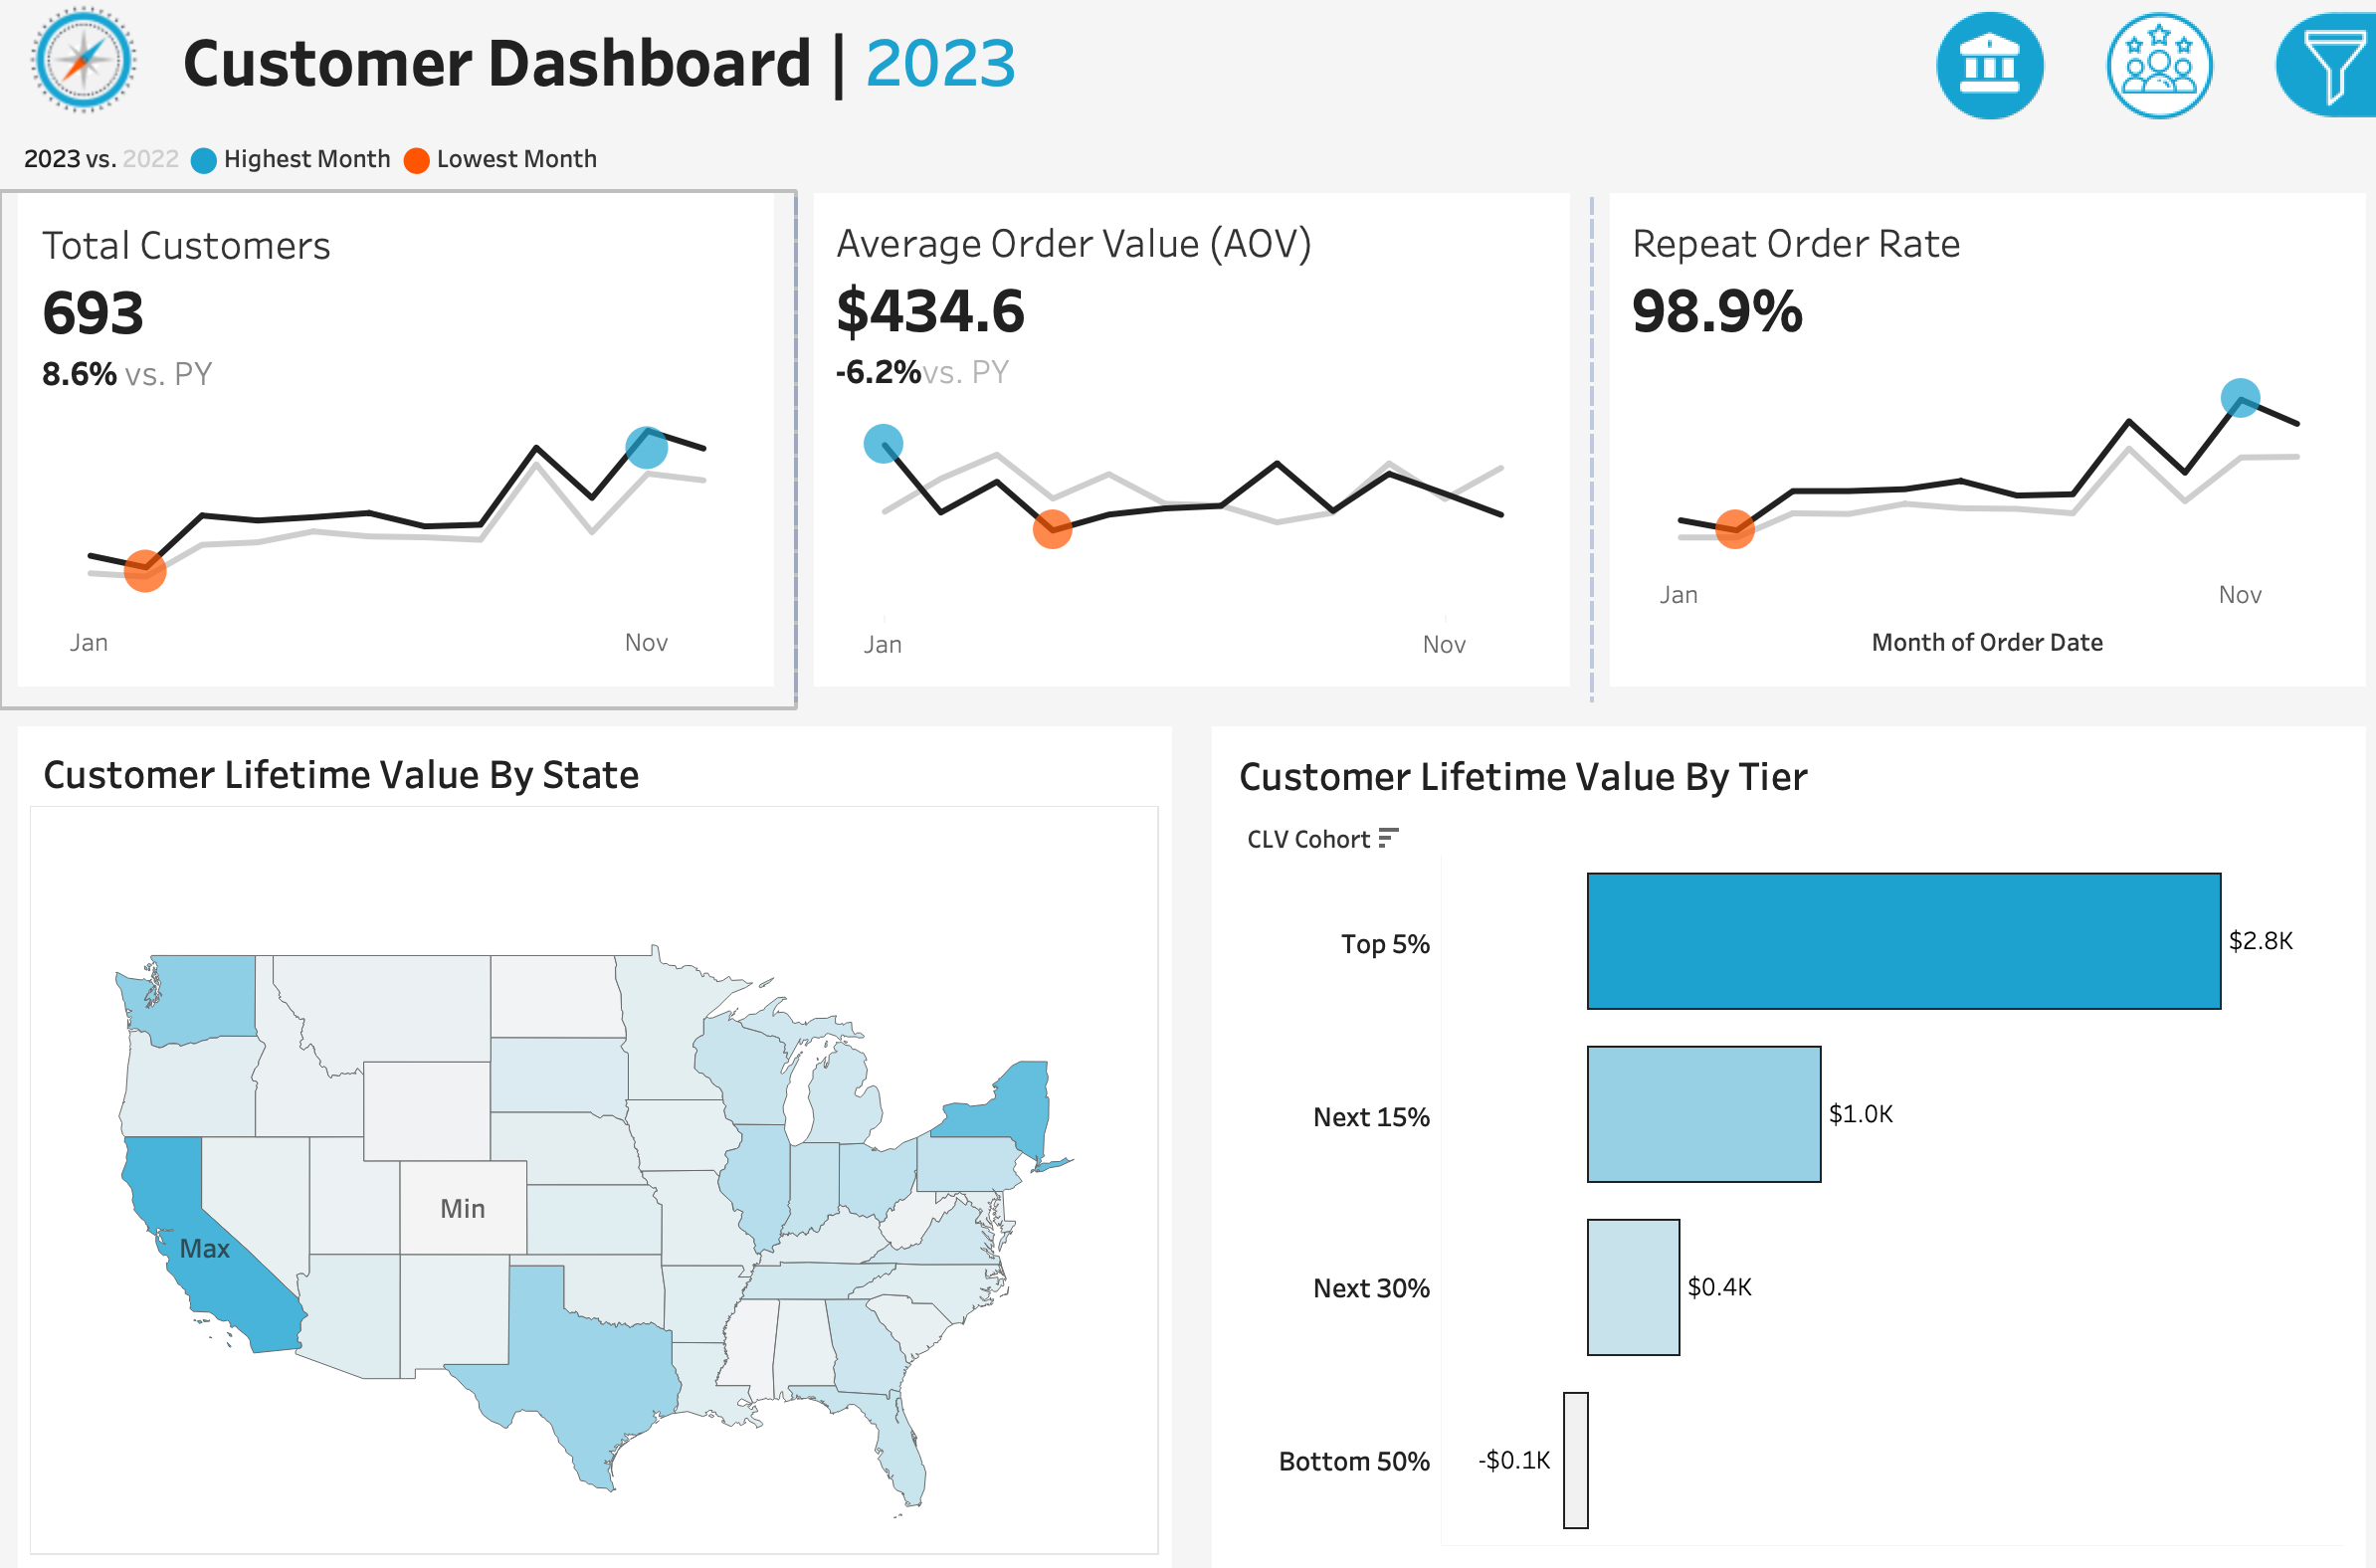 Customer Dashboard | 2023
2023 vs. 2022 Highest Month Lowest Month
Total Customers
693
8.6% vs. PY
Jan Nov
Average Order Value (AOV)
$434.6
-6.2%vs. PY
Jan Nov
Repeat Order Rate
98.9%
Jan Nov
Month of Order Date
Customer Lifetime Value By State
Min
Max
Customer Lifetime Value By Tier
CLV Cohort
Top 5% $2.8K
Next 15% $1.0K
Next 30% $0.4K
Bottom 50% -$0.1K